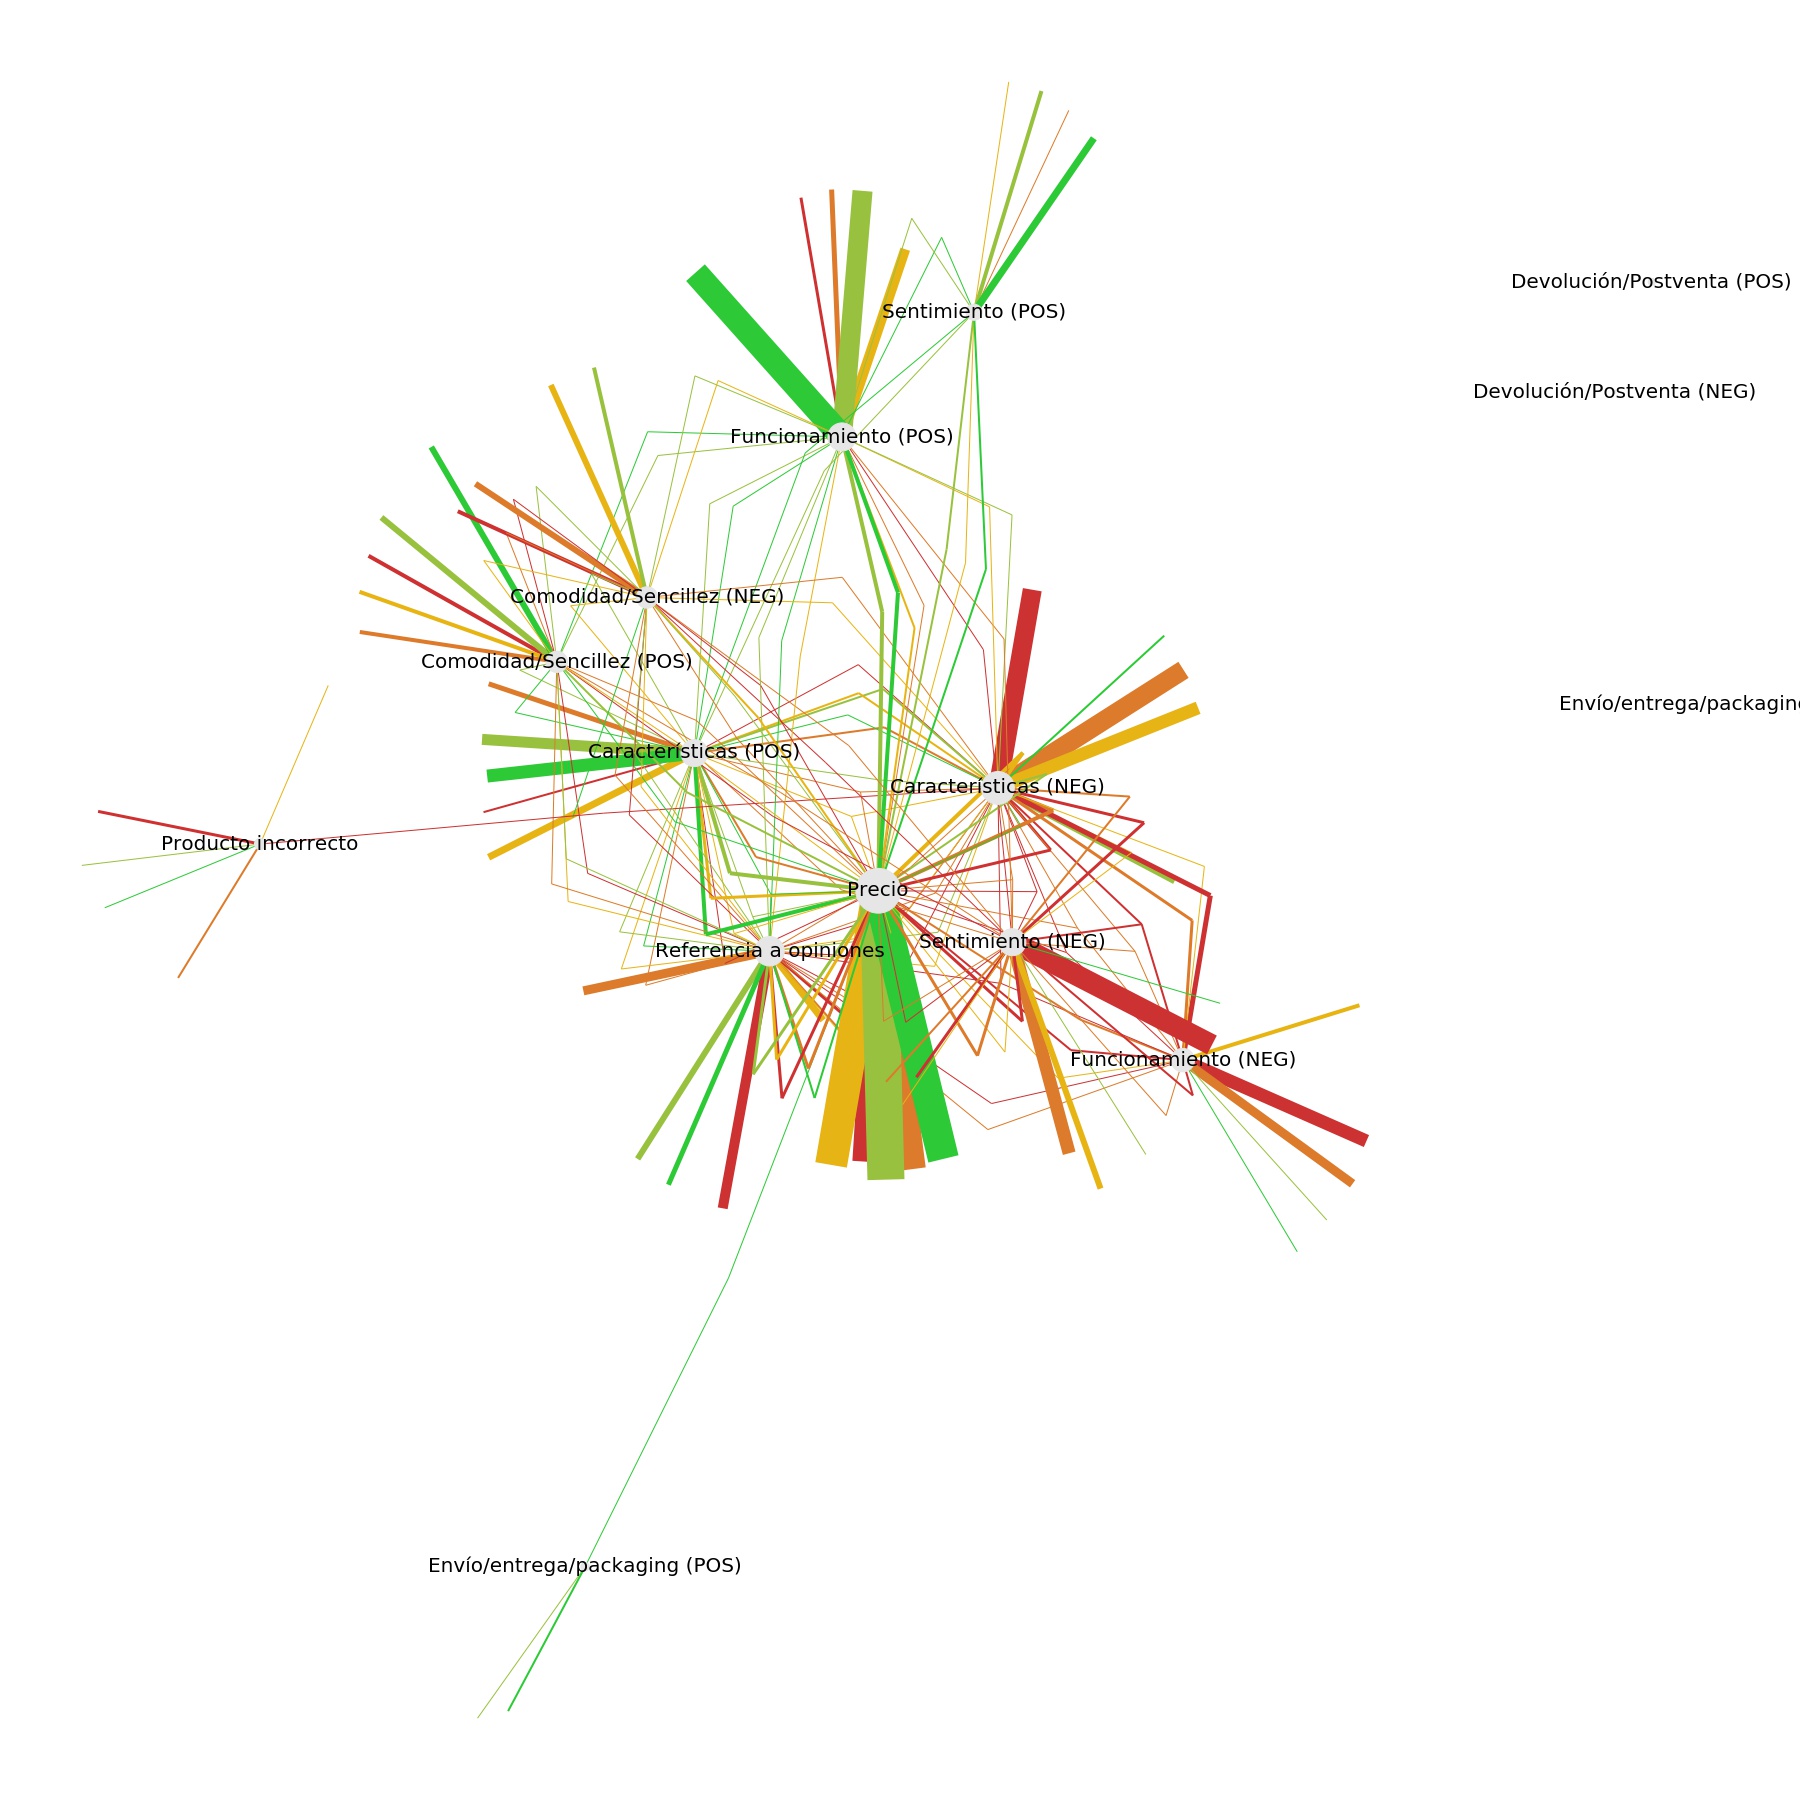 Devolución/Postventa (POS)
Sentimiento (POS)
Devolución/Postventa (NEG)
Funcionamiento (POS)
Comodidad/Sencillez (NEG)
Comodidad/Sencillez (POS)
Envío/entrega/packaging
Características (POS)
Características (NEG)
Producto incorrecto
Precio
Sentimiento (NEG)
Referencia a opiniones
Funcionamiento (NEG)
Envío/entrega/packaging (POS)